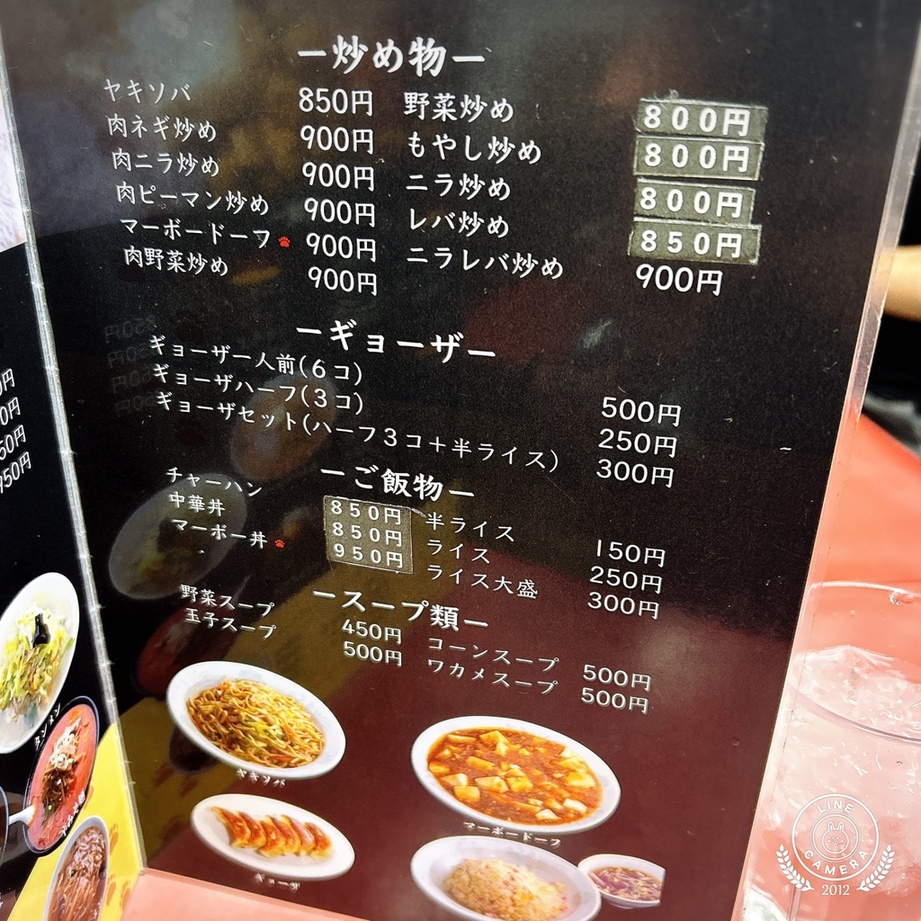 ー炒め物ー
ヤキソバ 850円 野菜炒め 800円
肉ネギ炒め 900円 もやし炒め 800円
肉ニラ炒め 900円 ニラ炒め 800円
肉ピーマン炒め 900円 レバ炒め 850円
マーボードーフ 900円 ニラレバ炒め 900円
肉野菜炒め 900円
ーギョーザー
ギョーザ一人前(6コ) 500円
ギョーザハーフ(3コ) 250円
ギョーザセット(ハーフ3コ+半ライス) 300円
ーご飯物ー
チャーハン 850円 半ライス 150円
中華丼 850円 ライス 250円
マーボー丼 950円 ライス大盛 300円
ースープ類ー
野菜スープ 450円 コーンスープ 500円
玉子スープ 500円 ワカメスープ 500円
ヤキソバ
マーボードーフ
ギョーザ
タンメン
LINE
CAMERA
2012